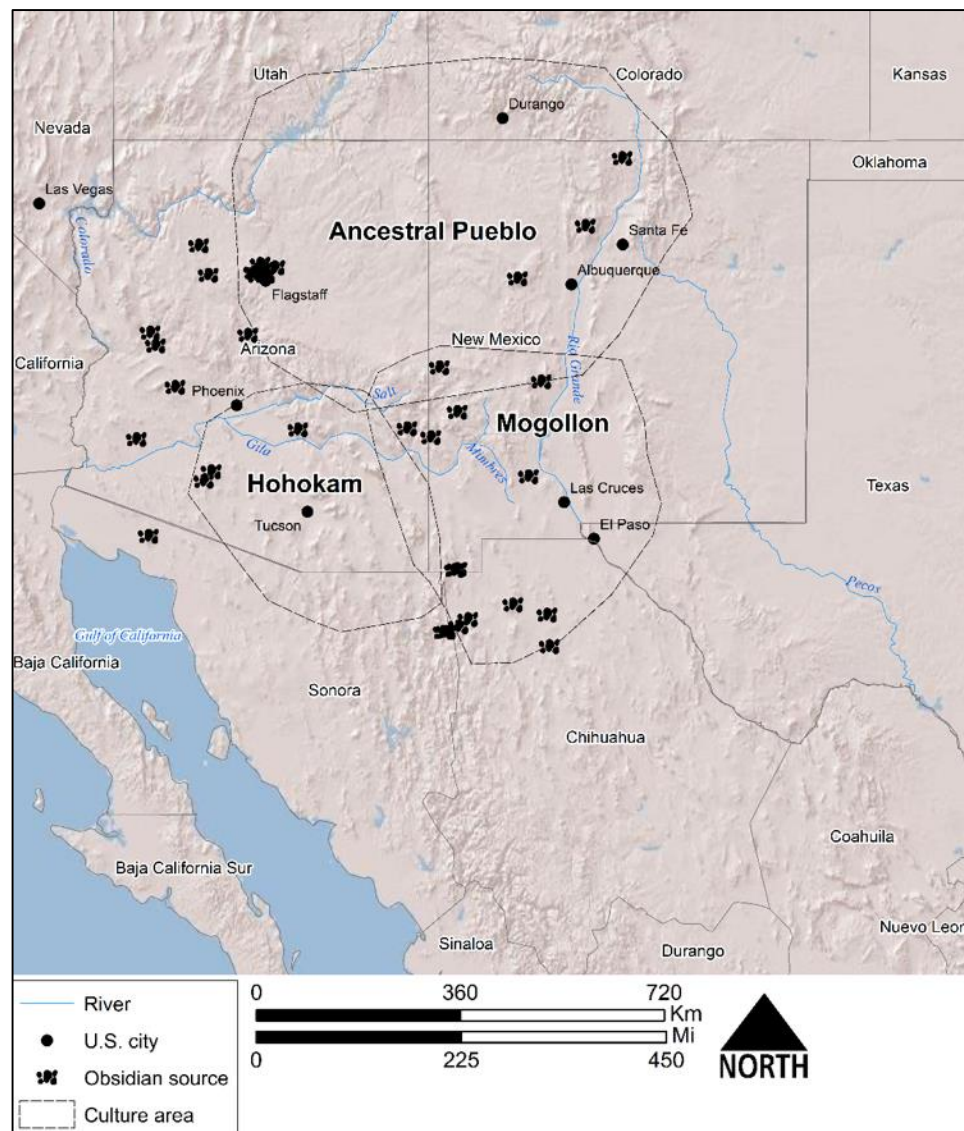 Utah
Colorado
Kansas
Durango
Nevada
Oklahoma
Las Vegas
Colorado
Ancestral Pueblo
Santa Fe
Albuquerque
Flagstaff
New Mexico
Rio Grande
Arizona
California
Phoenix
Salt
Mogollon
Gila
Mimbres
Hohokam
Texas
Las Cruces
Tucson
El Paso
Pecos
Gulf of California
Baja California
Sonora
Chihuahua
Coahuila
Baja California Sur
Nuevo Leon
Sinaloa
Durango
River
U.S. city
Obsidian source
Culture area
0 360 720
Km
Mi
0 225 450
NORTH